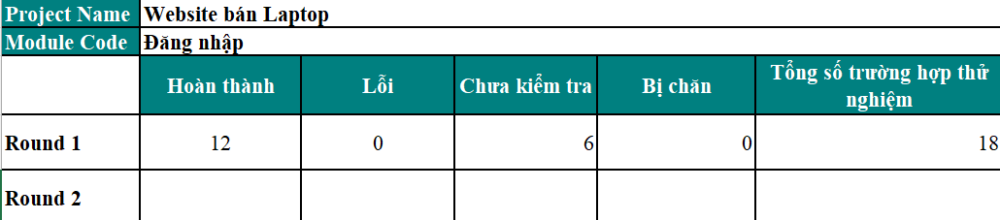 Project Name Website bán Laptop
Module Code Đăng nhập
Hoàn thành Lỗi Chưa kiểm tra Bị chăn Tổng số trường hợp thử
nghiệm
Round 1 12 0 6 0 18
Round 2